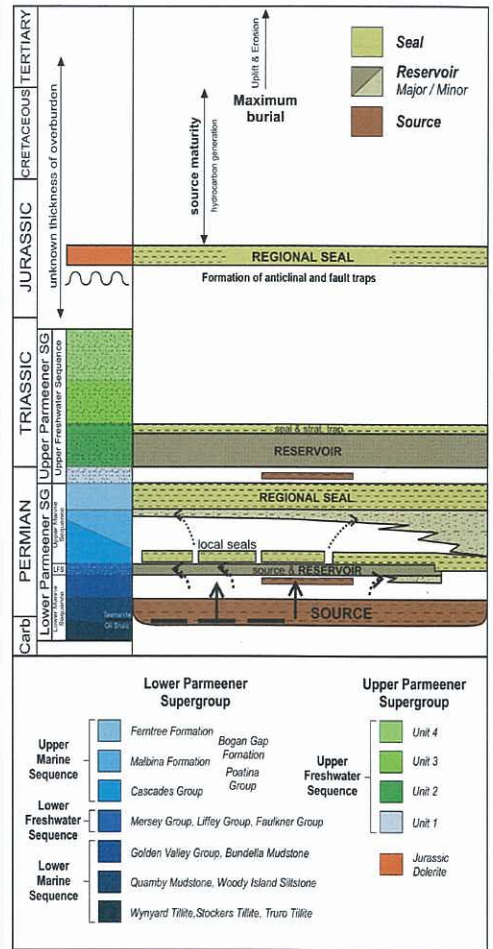 TERTIARY
CRETACEOUS
JURASSIC
TRIASSIC
PERMIAN
Carb
unknown thickness of overburdon
Upper Parmeener SG
Upper Freshwater Sequence
Lower Parmeener SG
Upper Marine
Sequence
LFS
Lower Marine
Sequence
Tasmanite
Oil Shale
Uplift & Erosion
Maximum
burial
source maturity
hydrocarbon generation
Seal
Reservoir
Major / Minor
Source
REGIONAL SEAL
Formation of anticlinal and fault traps
seal & strat. trap
RESERVOIR
REGIONAL SEAL
local seals
source & RESERVOIR
SOURCE
Lower Parmeener
Supergroup
Upper
Marine
Sequence
Ferntree Formation
Malbina Formation
Cascades Group
Bogan Gap
Formation
Poatina
Group
Lower
Freshwater
Sequence
Mersey Group, Liffey Group, Faulkner Group
Lower
Marine
Sequence
Golden Valley Group, Bundella Mudstone
Quamby Mudstone, Woody Island Siltstone
Wynyard Tillite, Stockers Tillite, Truro Tillite
Upper Parmeener
Supergroup
Upper
Freshwater
Sequence
Unit 4
Unit 3
Unit 2
Unit 1
Jurassic
Dolerite